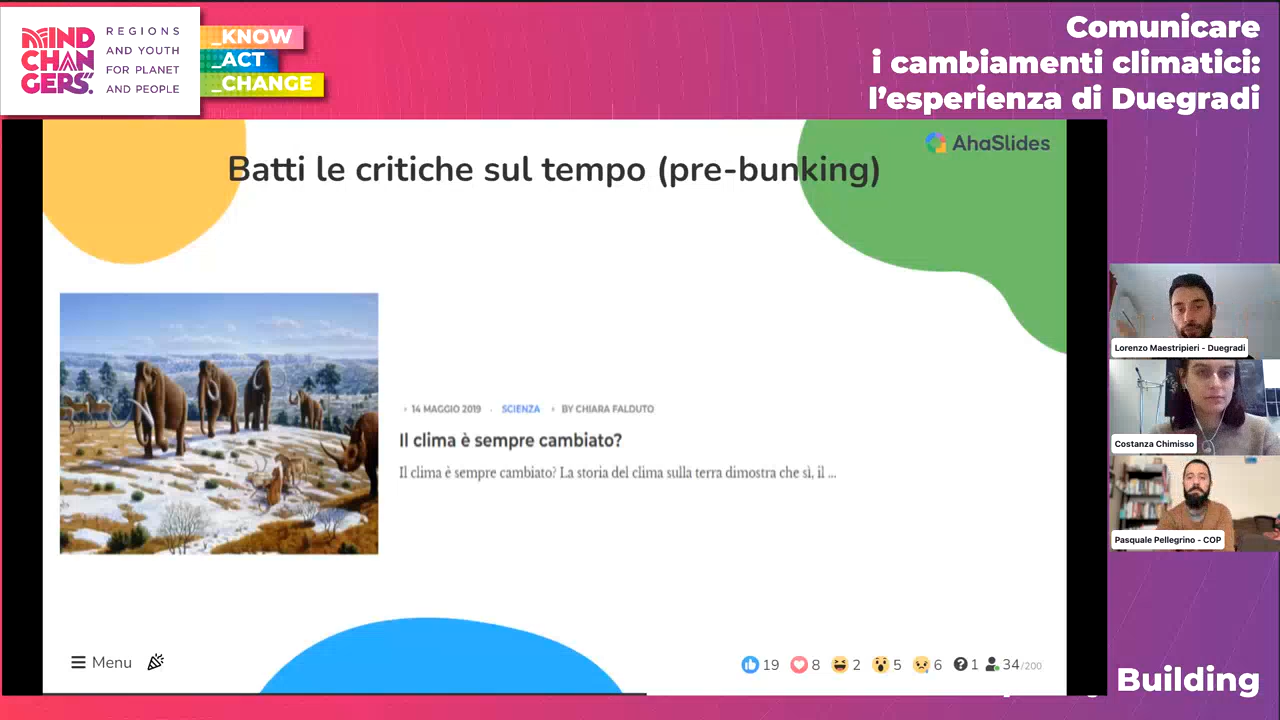 MIND
CHAN
GERS.
REGIONS
AND YOUTH
FOR PLANET
AND PEOPLE
_KNOW
_ACT
_CHANGE
Comunicare
i cambiamenti climatici:
l’esperienza di Duegradi
AhaSlides
Batti le critiche sul tempo (pre-bunking)
14 MAGGIO 2019 SCIENZA BY CHIARA FALDUTO
Il clima è sempre cambiato?
Il clima è sempre cambiato? La storia del clima sulla terra dimostra che sì, il ...
Lorenzo Maestripieri - Duegradi
Costanza Chimisso
Pasquale Pellegrino - COP
Menu
19 8 2 5 6 1 34/200
Building